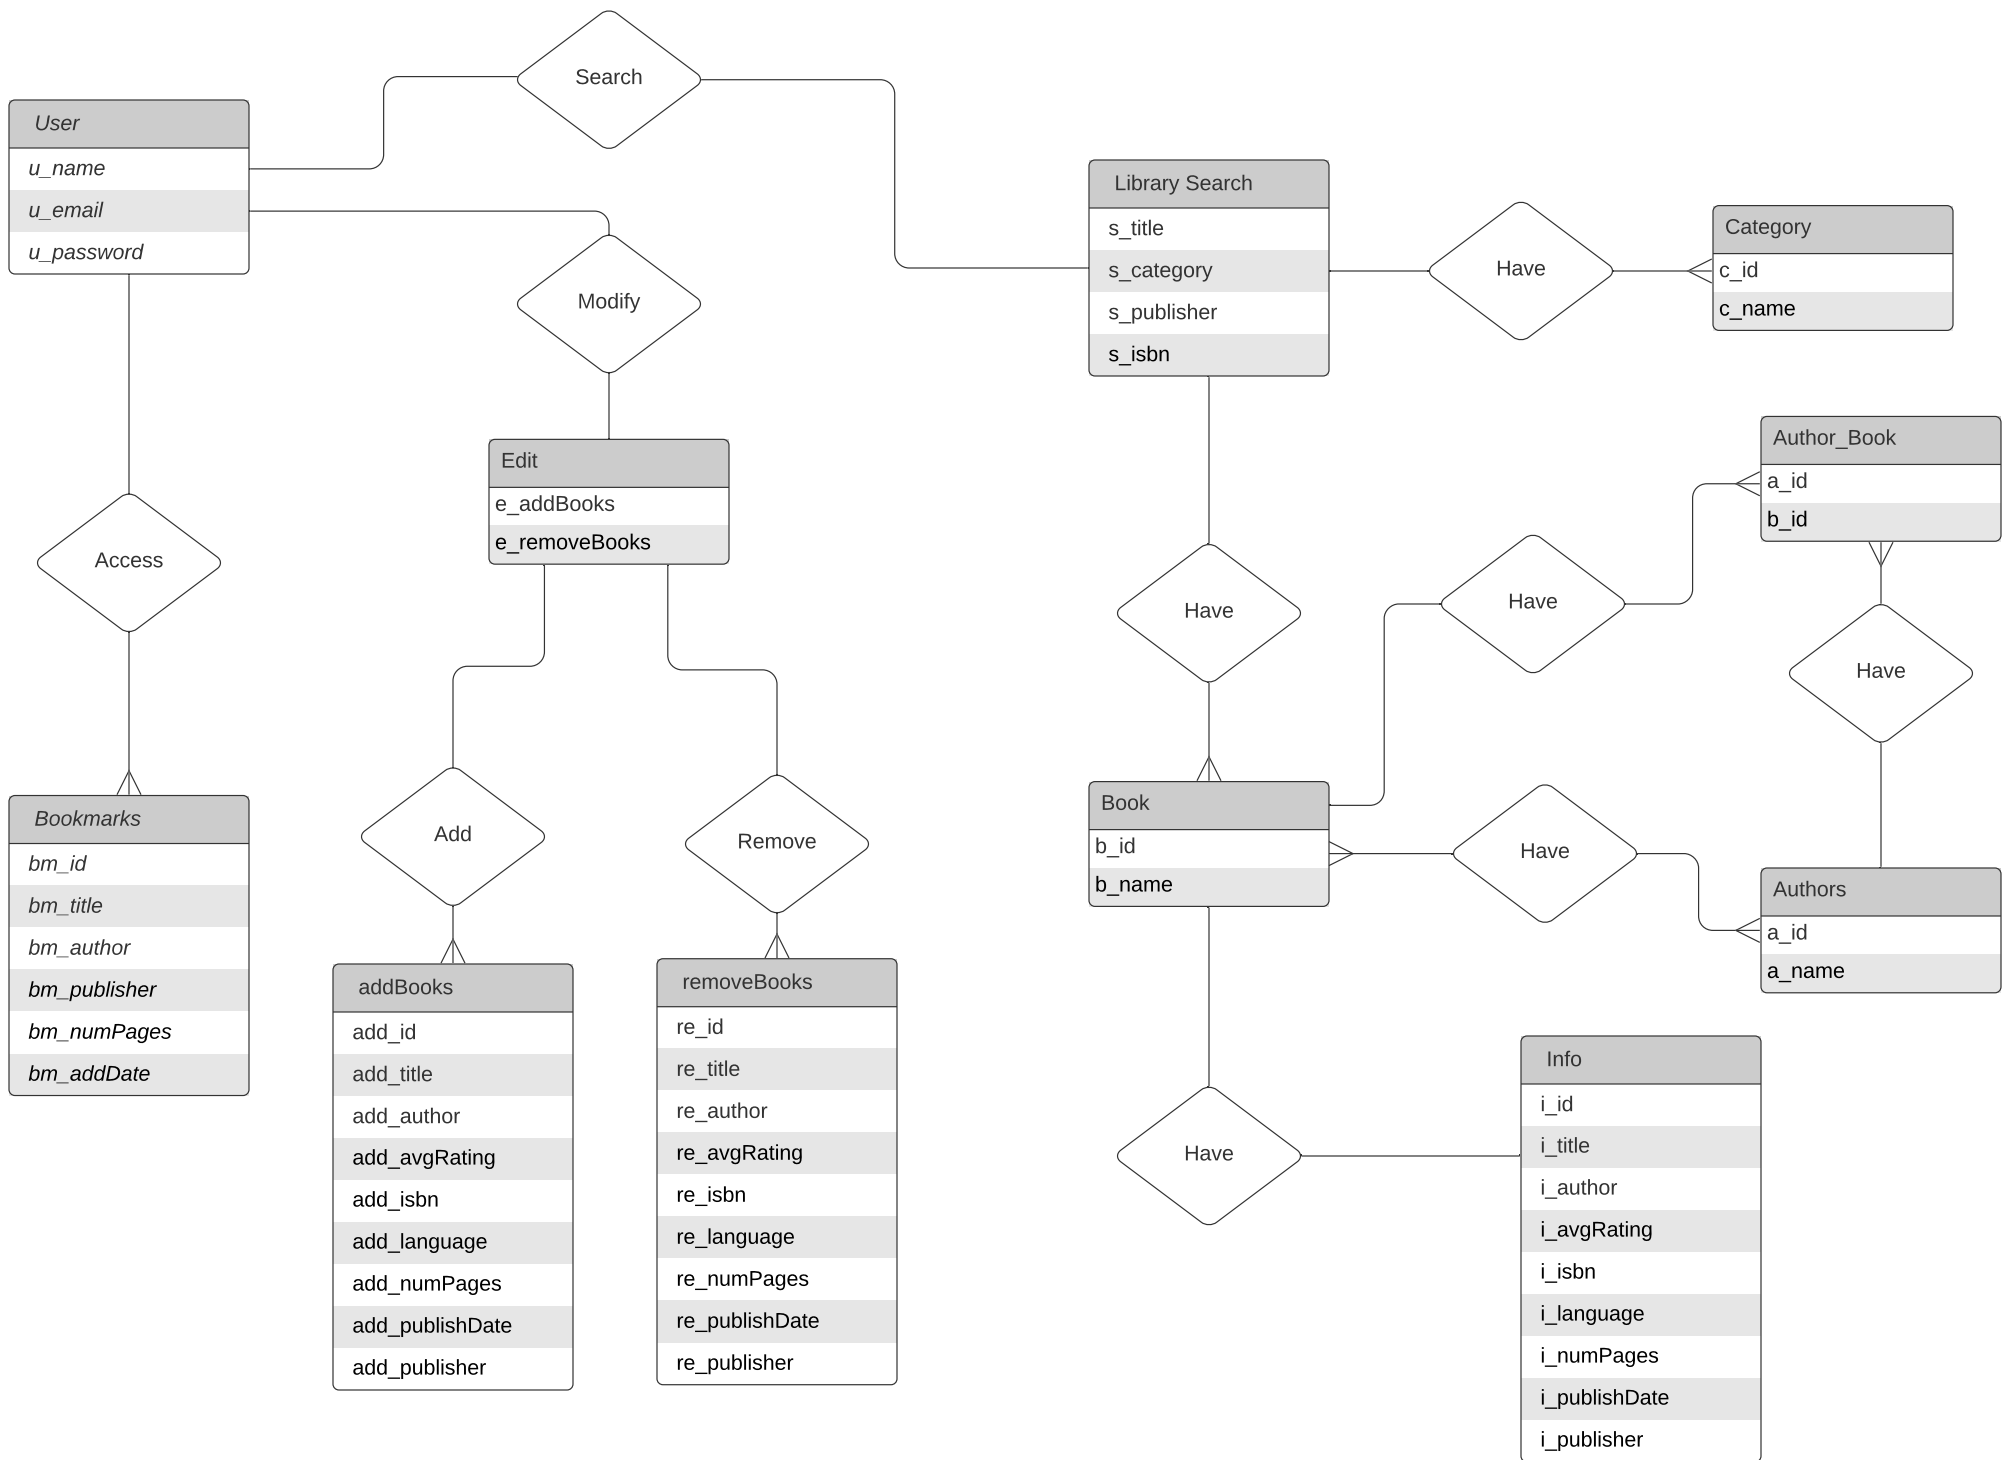 Search
User
u_name
u_email
u_password
Modify
Library Search
s_title
s_category
s_publisher
s_isbn
Have
Category
c_id
c_name
Edit
e_addBooks
e_removeBooks
Access
Have
Have
Author_Book
a_id
b_id
Have
Bookmarks
bm_id
bm_title
bm_author
bm_publisher
bm_numPages
bm_addDate
Add
Remove
Book
b_id
b_name
Have
Authors
a_id
a_name
addBooks
add_id
add_title
add_author
add_avgRating
add_isbn
add_language
add_numPages
add_publishDate
add_publisher
removeBooks
re_id
re_title
re_author
re_avgRating
re_isbn
re_language
re_numPages
re_publishDate
re_publisher
Have
Info
i_id
i_title
i_author
i_avgRating
i_isbn
i_language
i_numPages
i_publishDate
i_publisher